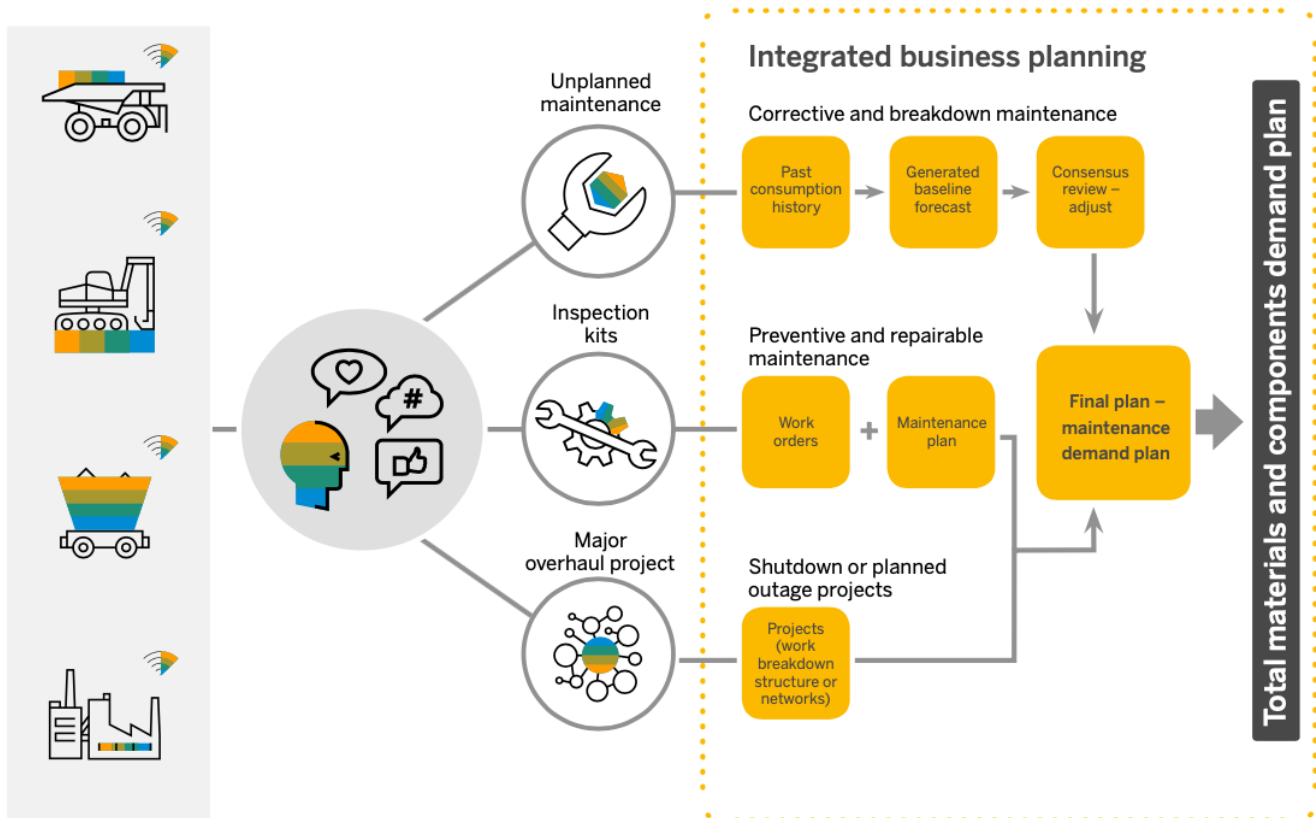 Unplanned
maintenance
Inspection
kits
Major
overhaul project
#
Integrated business planning
Corrective and breakdown maintenance
Past
consumption
history
Generated
baseline
forecast
Consensus
review –
adjust
Preventive and repairable
maintenance
Work
orders
+
Maintenance
plan
Final plan –
maintenance
demand plan
Shutdown or planned
outage projects
Projects
(work
breakdown
structure or
networks)
Total materials and components demand plan